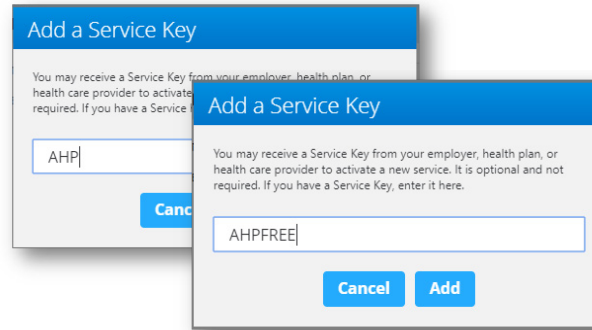 Add a Service Key
You may receive a Service Key from your employer, health plan, or
health care provider to activate
required. If you have a Service
AHP
Canc
Add a Service Key
You may receive a Service Key from your employer, health plan, or
health care provider to activate a new service. It is optional and not
required. If you have a Service Key, enter it here.
AHPFREE
Cancel Add